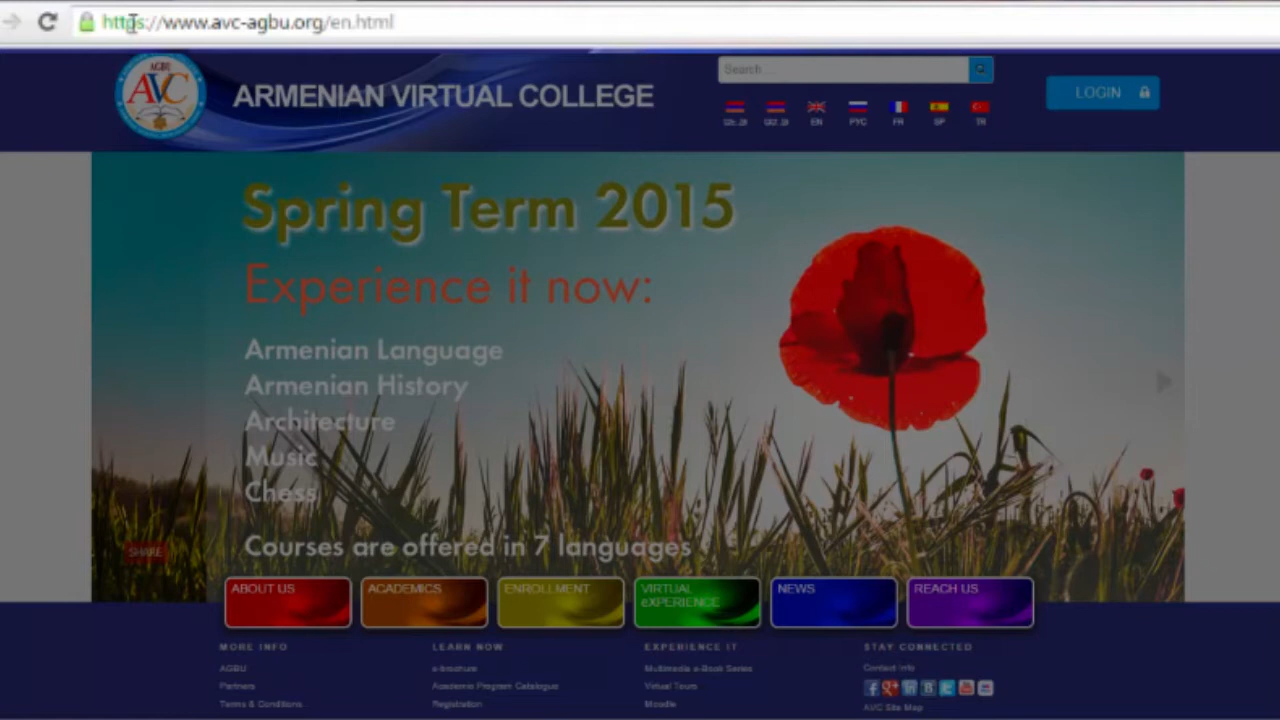 https://www.avc-agbu.org/en.html
AGBU
AVC
ARMENIAN VIRTUAL COLLEGE
Search ...
EN
РУС
FR
SP
TR
LOGIN
Spring Term 2015
Experience it now:
Armenian Language
Armenian History
Architecture
Music
Chess
Courses are offered in 7 languages
SHARE
ABOUT US
ACADEMICS
ENROLLMENT
VIRTUAL
eXPERIENCE
NEWS
REACH US
MORE INFO
LEARN NOW
EXPERIENCE IT
STAY CONNECTED
AGBU
e-brochure
Multimedia e-Book Series
Contact Info
Partners
Academic Program Catalogue
Virtual Tours
Terms & Conditions
Registration
Moodle
AVC Site Map